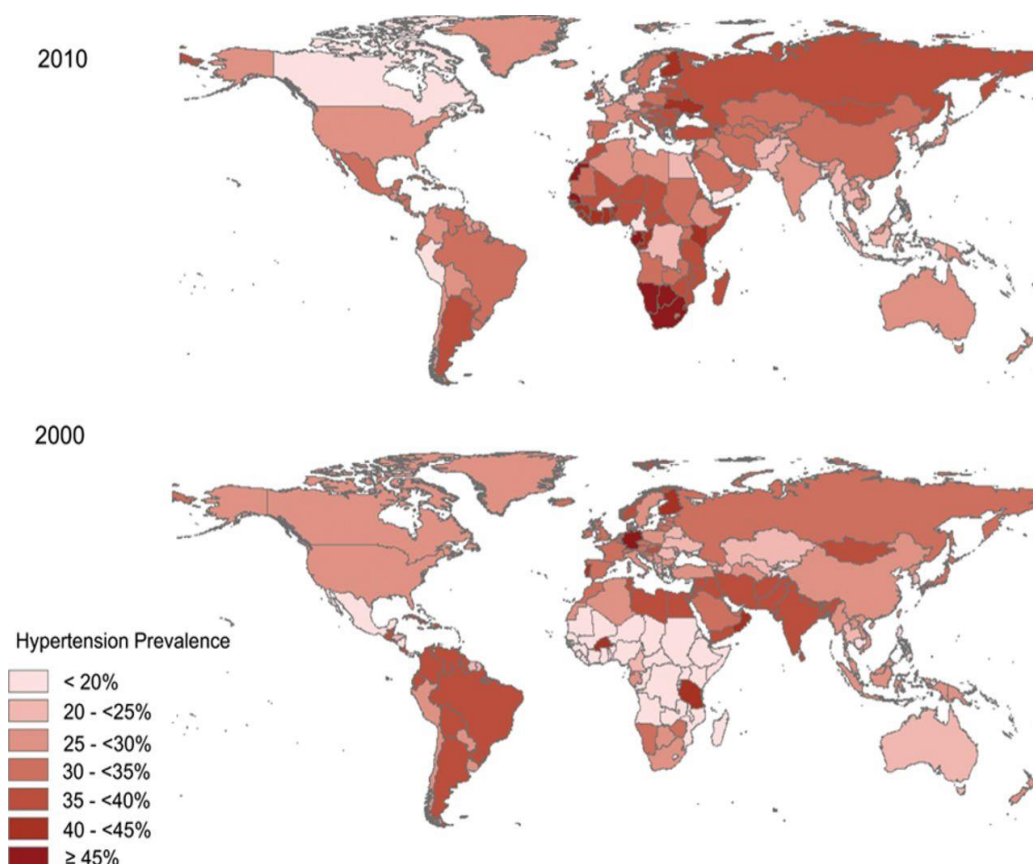 2010
2000
Hypertension Prevalence
< 20%
20 - <25%
25 - <30%
30 - <35%
35 - <40%
40 - <45%
≥ 45%